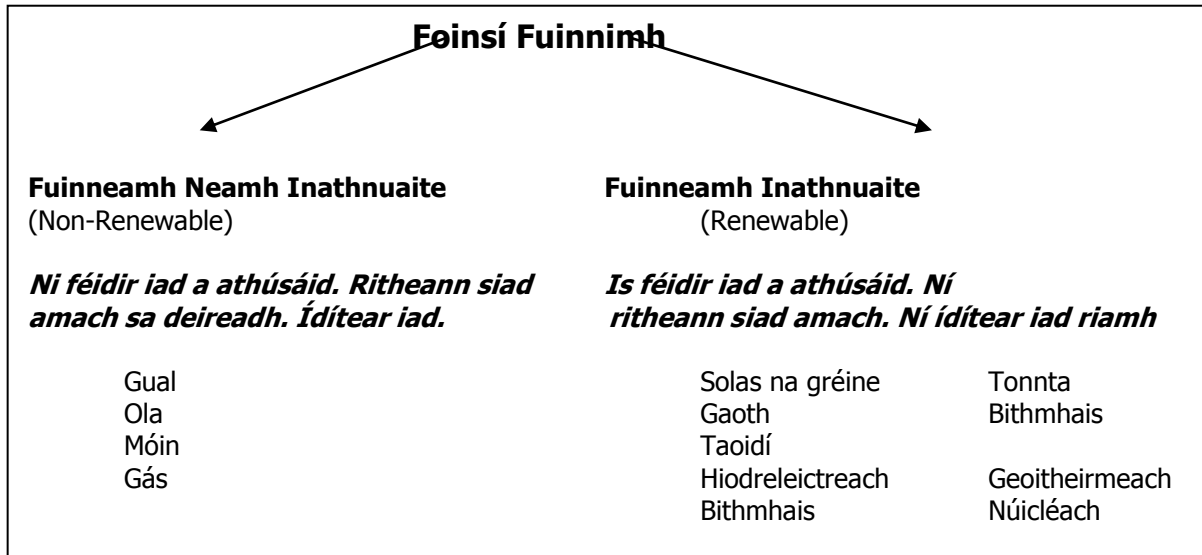 Foinsí Fuinnimh
Fuinneamh Neamh Inathnuaite
(Non-Renewable)
Ni féidir iad a athúsáid. Ritheann siad
amach sa deireadh. Ídítear iad.
Gual
Ola
Móin
Gás
Fuinneamh Inathnuaite
(Renewable)
Is féidir iad a athúsáid. Ní
ritheann siad amach. Ní ídítear iad riamh
Solas na gréine Tonnta
Gaoth Bithmhais
Taoidí
Hiodreleictreach Geoitheirmeach
Bithmhais Núicléach